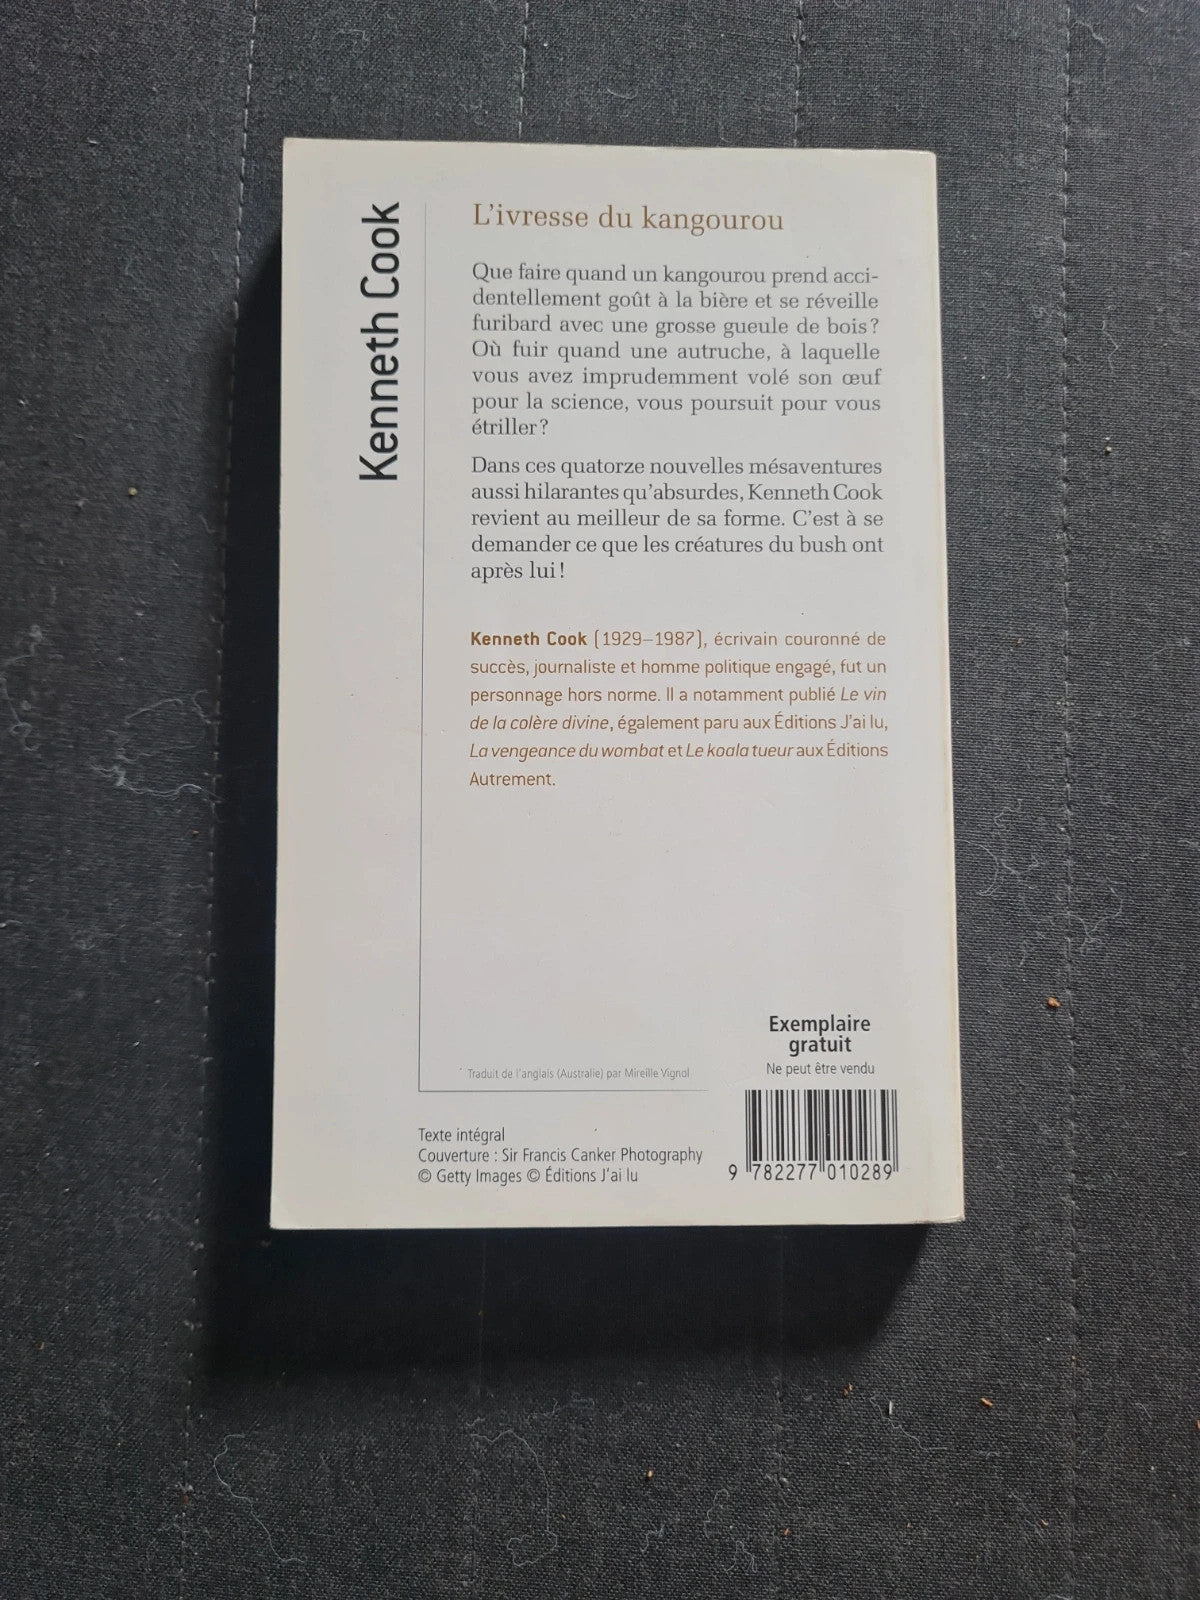 Kenneth Cook
L'ivresse du kangourou
Que faire quand un kangourou prend acci-
dentellement goût à la bière et se réveille
furibard avec une grosse gueule de bois ?
Où fuir quand une autruche, à laquelle
vous avez imprudemment volé son œuf
pour la science, vous poursuit pour vous
étriller ?
Dans ces quatorze nouvelles mésaventures
aussi hilarantes qu'absurdes, Kenneth Cook
revient au meilleur de sa forme. C'est à se
demander ce que les créatures du bush ont
après lui !
Kenneth Cook (1929–1987), écrivain couronné de
succès, journaliste et homme politique engagé, fut un
personnage hors norme. Il a notamment publié Le vin
de la colère divine, également paru aux Éditions J'ai lu,
La vengeance du wombat et Le koala tueur aux Éditions
Autrement.
Exemplaire
gratuit
Ne peut être vendu
Traduit de l'anglais (Australie) par Mireille Vignol
Texte intégral
Couverture : Sir Francis Canker Photography
© Getty Images © Éditions J'ai lu
9 782277 010289